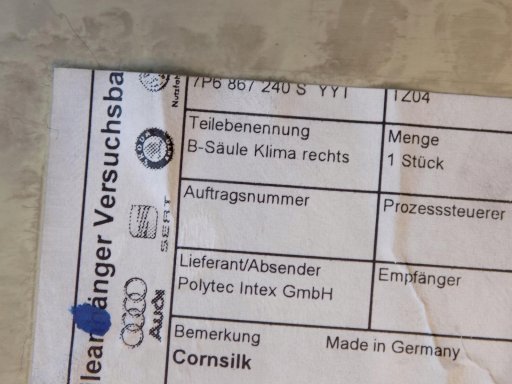 7P6 867 240 S YYT
TZ04
Teilebenennung
B-Säule Klima rechts
Menge
1 Stück
Auftragsnummer
Prozesssteuerer
Lieferant/Absender
Polytec Intex GmbH
Empfänger
Bemerkung
Cornsilk
Made in Germany
Versuchsba
SKODA
SEAT
Audi